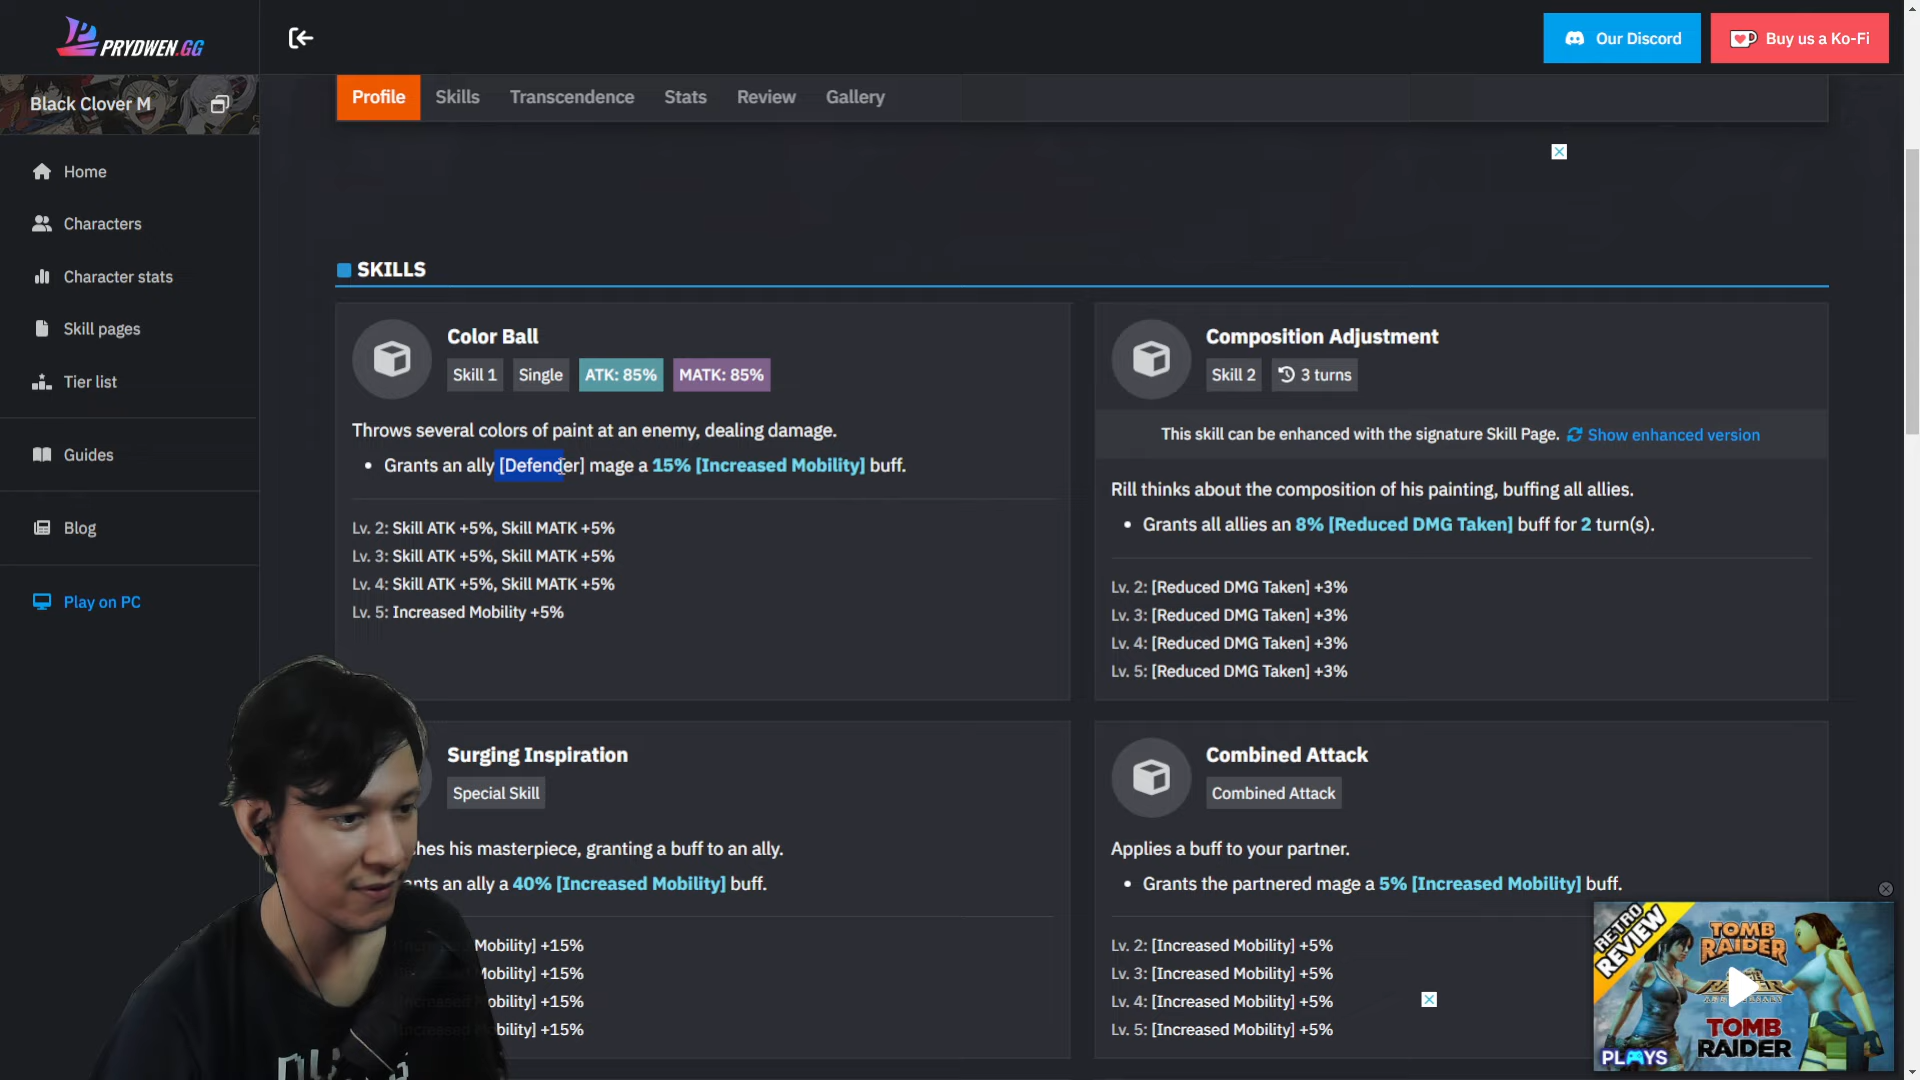 PRYDWEN.GG
Our Discord
Buy us a Ko-Fi
Black Clover M
Home
Characters
Character stats
Skill pages
Tier list
Guides
Blog
Play on PC
Profile
Skills
Transcendence
Stats
Review
Gallery
SKILLS
Color Ball
Skill 1
Single
ATK: 85%
MATK: 85%
Throws several colors of paint at an enemy, dealing damage.
• Grants an ally [Defender] mage a 15% [Increased Mobility] buff.
Lv. 2: Skill ATK +5%, Skill MATK +5%
Lv. 3: Skill ATK +5%, Skill MATK +5%
Lv. 4: Skill ATK +5%, Skill MATK +5%
Lv. 5: Increased Mobility +5%
Composition Adjustment
Skill 2
3 turns
This skill can be enhanced with the signature Skill Page. Show enhanced version
Rill thinks about the composition of his painting, buffing all allies.
• Grants all allies an 8% [Reduced DMG Taken] buff for 2 turn(s).
Lv. 2: [Reduced DMG Taken] +3%
Lv. 3: [Reduced DMG Taken] +3%
Lv. 4: [Reduced DMG Taken] +3%
Lv. 5: [Reduced DMG Taken] +3%
Surging Inspiration
Special Skill
his masterpiece, granting a buff to an ally.
an ally a 40% [Increased Mobility] buff.
Mobility] +15%
Mobility] +15%
+15%
+15%
Combined Attack
Combined Attack
Applies a buff to your partner.
• Grants the partnered mage a 5% [Increased Mobility] buff.
Lv. 2: [Increased Mobility] +5%
Lv. 3: [Increased Mobility] +5%
Lv. 4: [Increased Mobility] +5%
Lv. 5: [Increased Mobility] +5%
RETRO
REVIEW
TOMB
RAIDER
TOMB
RAIDER
PLAYS